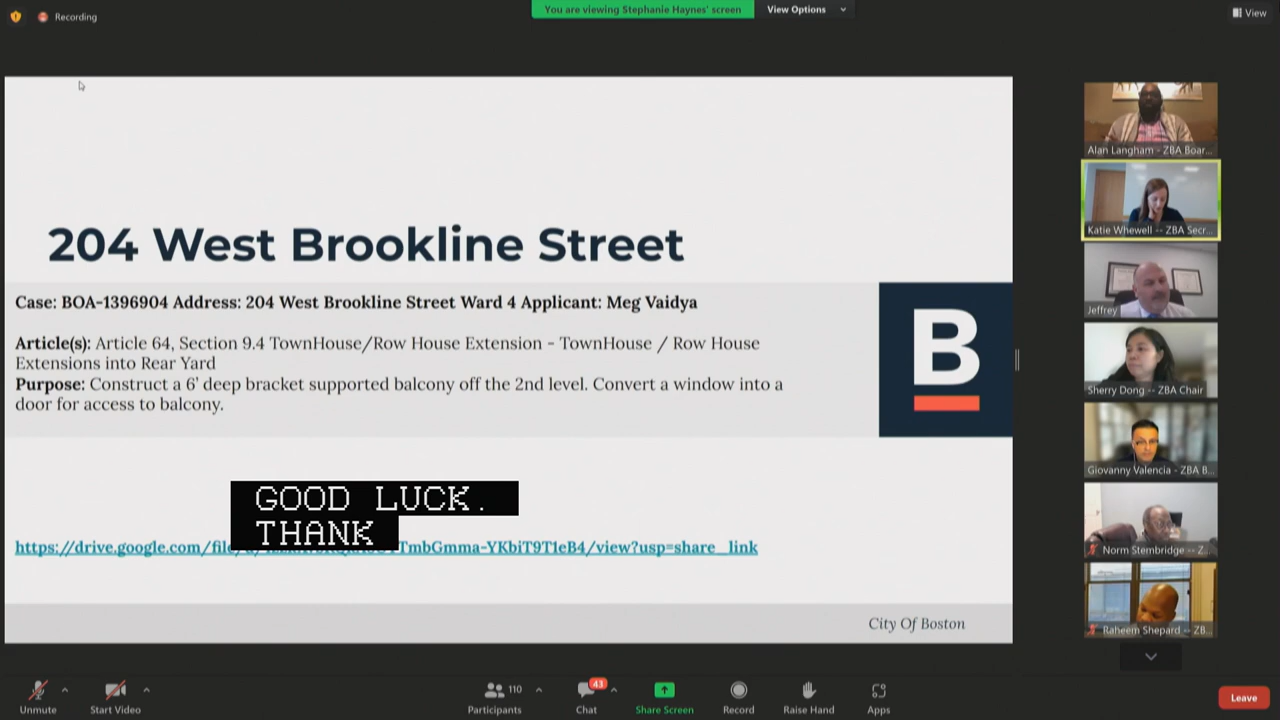 Recording
You are viewing Stephanie Haynes' screen
View Options
View
204 West Brookline Street
Case: BOA-1396904 Address: 204 West Brookline Street Ward 4 Applicant: Meg Vaidya
Article(s): Article 64, Section 9.4 TownHouse/Row House Extension - TownHouse / Row House
Extensions into Rear Yard
Purpose: Construct a 6' deep bracket supported balcony off the 2nd level. Convert a window into a
door for access to balcony.
B
GOOD LUCK.
THANK
https://drive.google.com/file/ TmbGmma-YKbiT9T1eB4/view?usp=share_link
City Of Boston
Alan Langham - ZBA Boar...
Katie Whewell -- ZBA Secr...
Jeffrey
Sherry Dong -- ZBA Chair
Giovanny Valencia - ZBA B...
Norm Stembridge -- Z...
Raheem Shepard -- ZB...
Unmute
Start Video
Participants
110
Chat
43
Share Screen
Record
Raise Hand
Apps
Leave